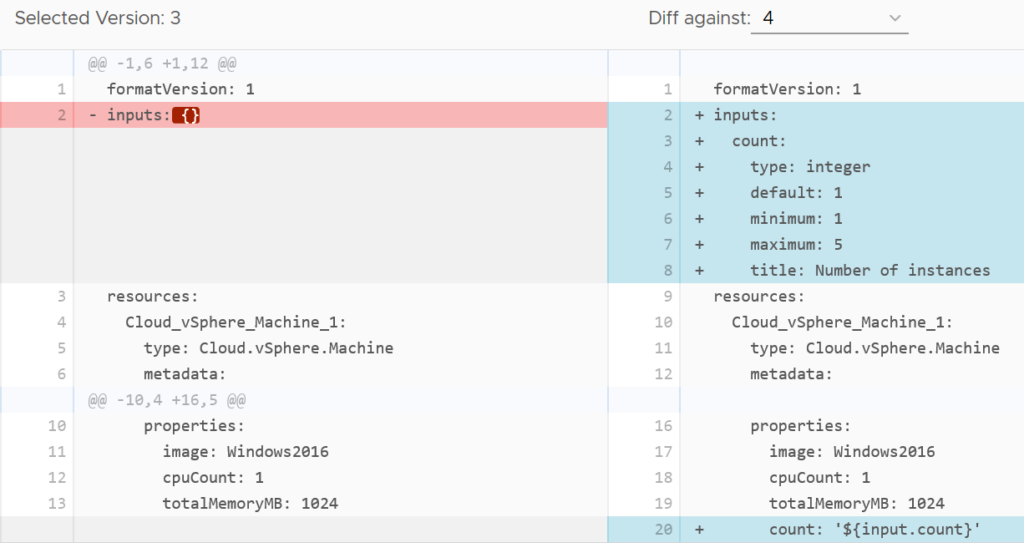 Selected Version: 3
Diff against: 4
@@ -1,6 +1,12 @@
1 formatVersion: 1
1 formatVersion: 1
2 - inputs: {}
2 + inputs:
3 + count:
4 + type: integer
5 + default: 1
6 + minimum: 1
7 + maximum: 5
8 + title: Number of instances
3 resources:
9 resources:
4 Cloud_vSphere_Machine_1:
10 Cloud_vSphere_Machine_1:
5 type: Cloud.vSphere.Machine
11 type: Cloud.vSphere.Machine
6 metadata:
12 metadata:
@@ -10,4 +16,5 @@
10 properties:
16 properties:
11 image: Windows2016
17 image: Windows2016
12 cpuCount: 1
18 cpuCount: 1
13 totalMemoryMB: 1024
19 totalMemoryMB: 1024
20 + count: '${input.count}'